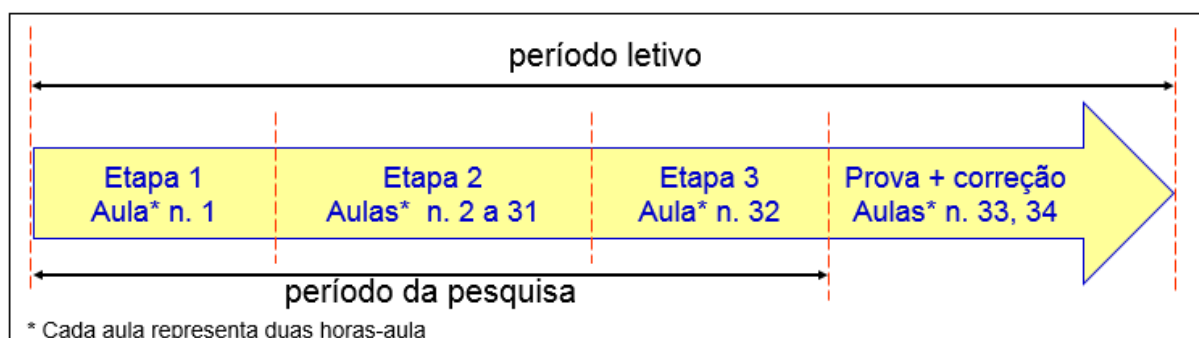 período letivo
Etapa 1
Aula* n. 1
Etapa 2
Aulas* n. 2 a 31
Etapa 3
Aula* n. 32
Prova + correção
Aulas* n. 33, 34
período da pesquisa
* Cada aula representa duas horas-aula